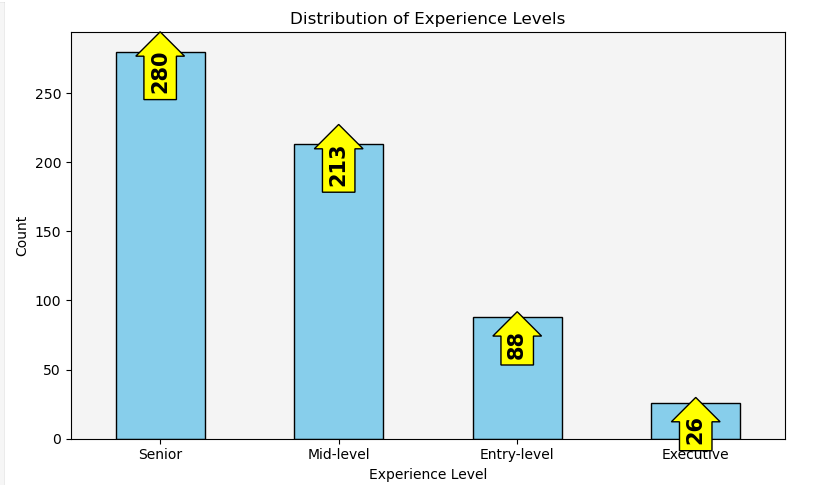 Distribution of Experience Levels
280
213
88
26
250
200
150
100
50
0
Count
Senior
Mid-level
Entry-level
Executive
Experience Level